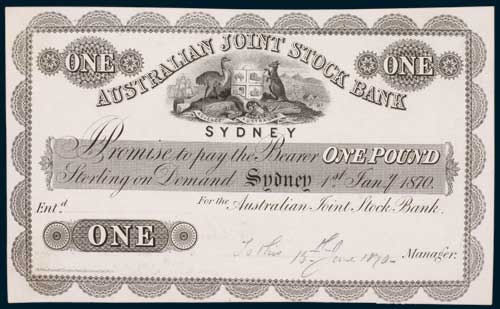 ONE ONE
AUSTRALIAN JOINT STOCK BANK
SYDNEY
Promise to pay the Bearer ONE POUND
Sterling on Demand Sydney 1st Jany 1870.
Ent.d For the Australian Joint Stock Bank.
ONE
15th June 1870 Manager.